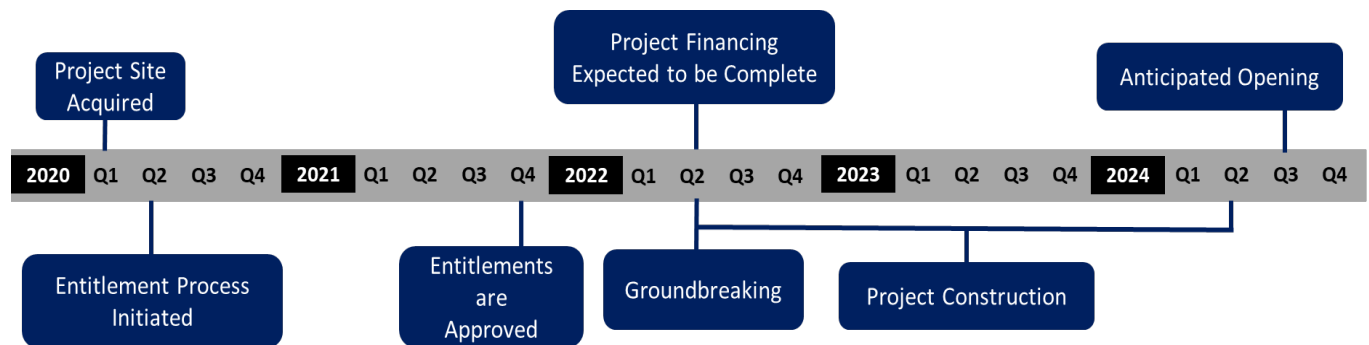 Project Site
Acquired
Project Financing
Expected to be Complete
Anticipated Opening
2020 Q1 Q2 Q3 Q4 2021 Q1 Q2 Q3 Q4 2022 Q1 Q2 Q3 Q4 2023 Q1 Q2 Q3 Q4 2024 Q1 Q2 Q3 Q4
Entitlement Process
Initiated
Entitlements
are
Approved
Groundbreaking
Project Construction